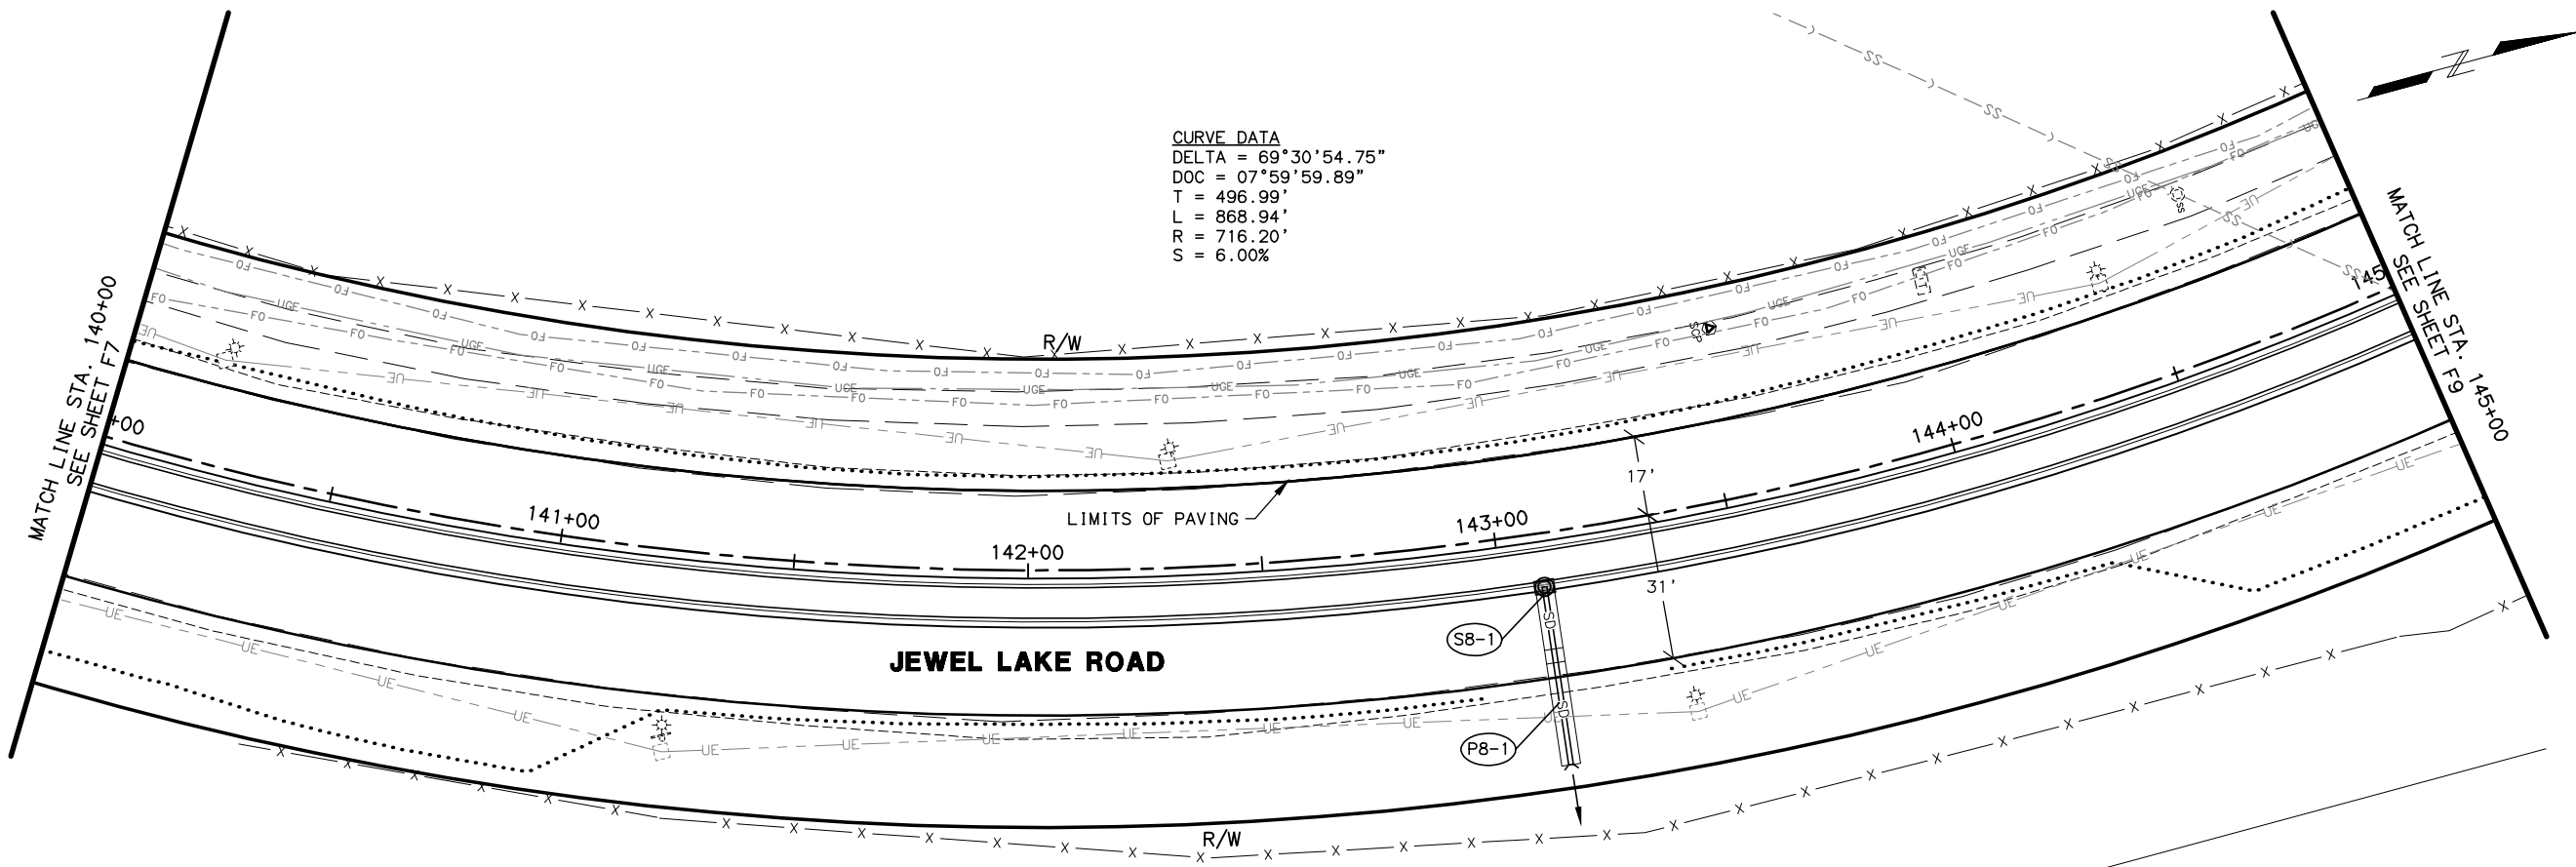 CURVE DATA
DELTA = 69°30'54.75"
DOC = 07°59'59.89"
T = 496.99'
L = 868.94'
R = 716.20'
S = 6.00%
N
MATCH LINE STA. 140+00
SEE SHEET F7
MATCH LINE STA. 145+00
SEE SHEET F9
R/W
+00
141+00
142+00
143+00
144+00
145
17'
31'
LIMITS OF PAVING
JEWEL LAKE ROAD
S8-1
P8-1
SD
SD
R/W
FO
UGE
UE
SS
SS
T
X